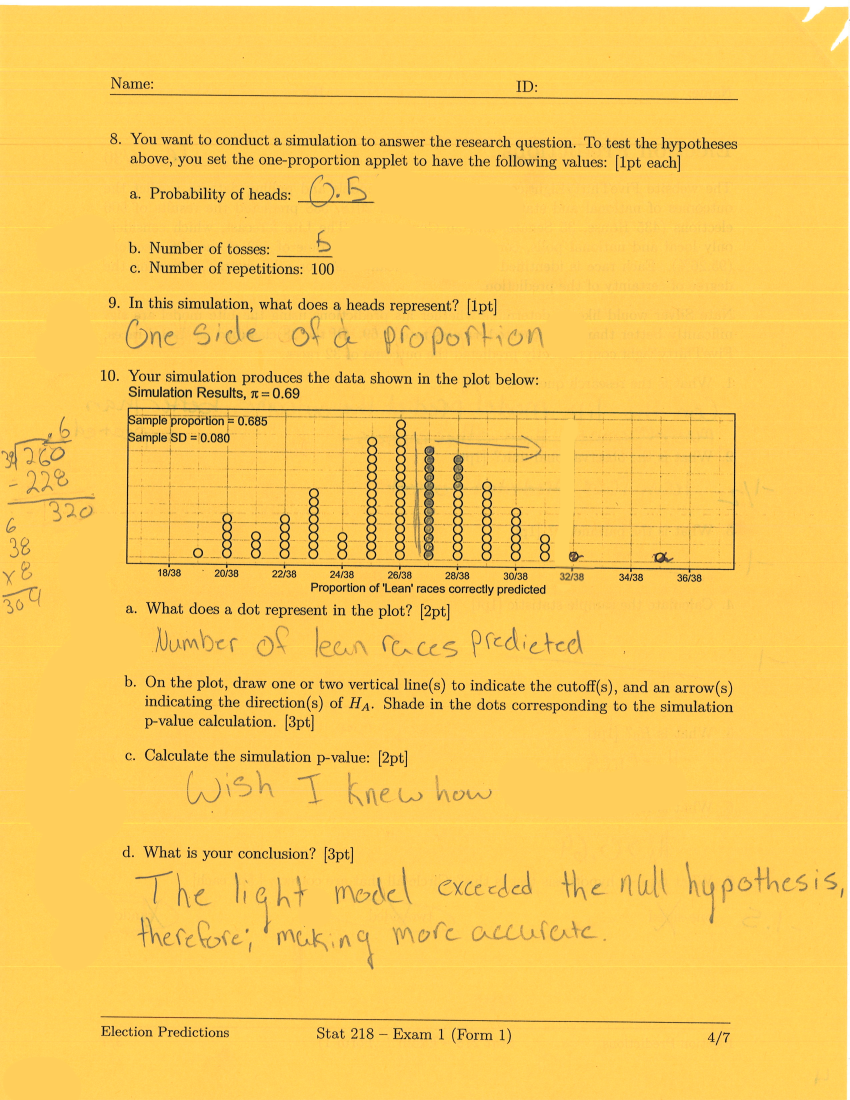 Name:
ID:
8. You want to conduct a simulation to answer the research question. To test the hypotheses
above, you set the one-proportion applet to have the following values: [1pt each]
a. Probability of heads: 0.5
b. Number of tosses: 5
c. Number of repetitions: 100
9. In this simulation, what does a heads represent? [1pt]
One side of a proportion
10. Your simulation produces the data shown in the plot below:
Simulation Results, π = 0.69
Sample proportion = 0.685
Sample SD = 0.080
.6
38 260
- 228
320
6
38
x 8
304
18/38 20/38 22/38 24/38 26/38 28/38 30/38 32/38 34/38 36/38
Proportion of 'Lean' races correctly predicted
a. What does a dot represent in the plot? [2pt]
Number of lean races predicted
b. On the plot, draw one or two vertical line(s) to indicate the cutoff(s), and an arrow(s)
indicating the direction(s) of H_A. Shade in the dots corresponding to the simulation
p-value calculation. [3pt]
c. Calculate the simulation p-value: [2pt]
Wish I knew how
d. What is your conclusion? [3pt]
The light model exceeded the null hypothesis,
therefore; making more accurate.
Election Predictions
Stat 218 – Exam 1 (Form 1)
4/7